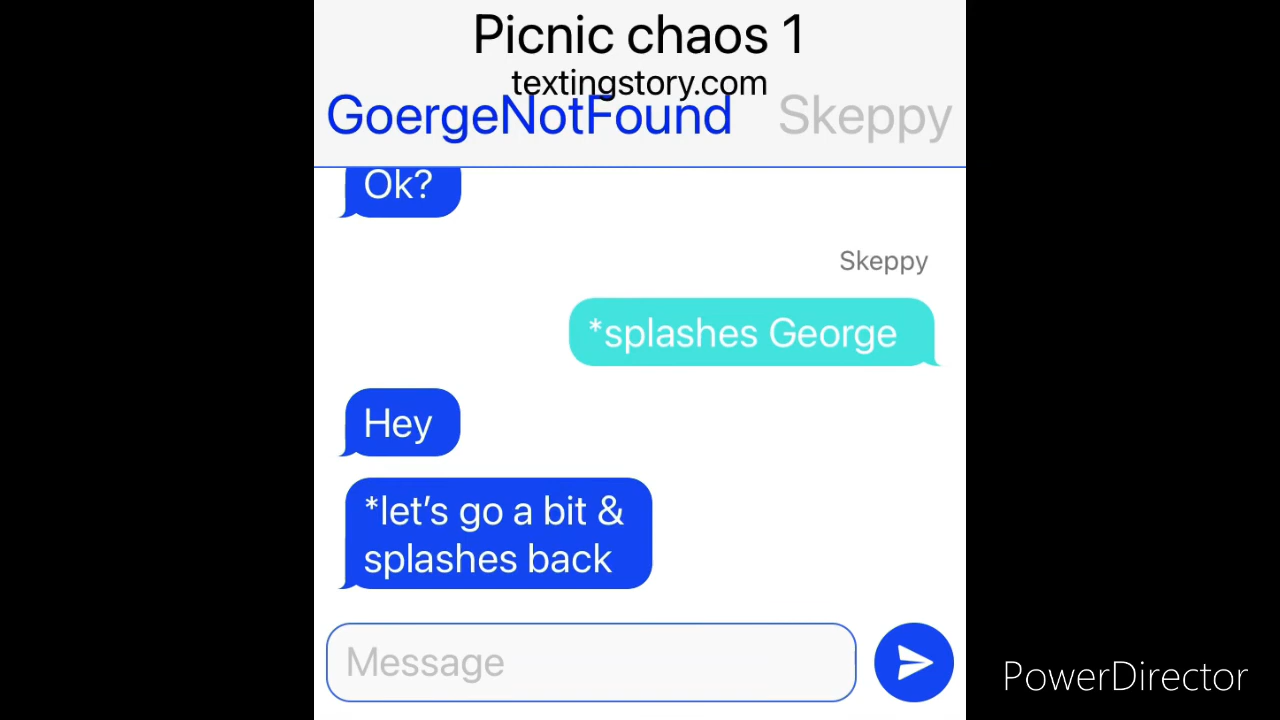 Picnic chaos 1
textingstory.com
GoergeNotFound Skeppy
Ok?
Skeppy
*splashes George
Hey
*let’s go a bit &
splashes back
Message
PowerDirector